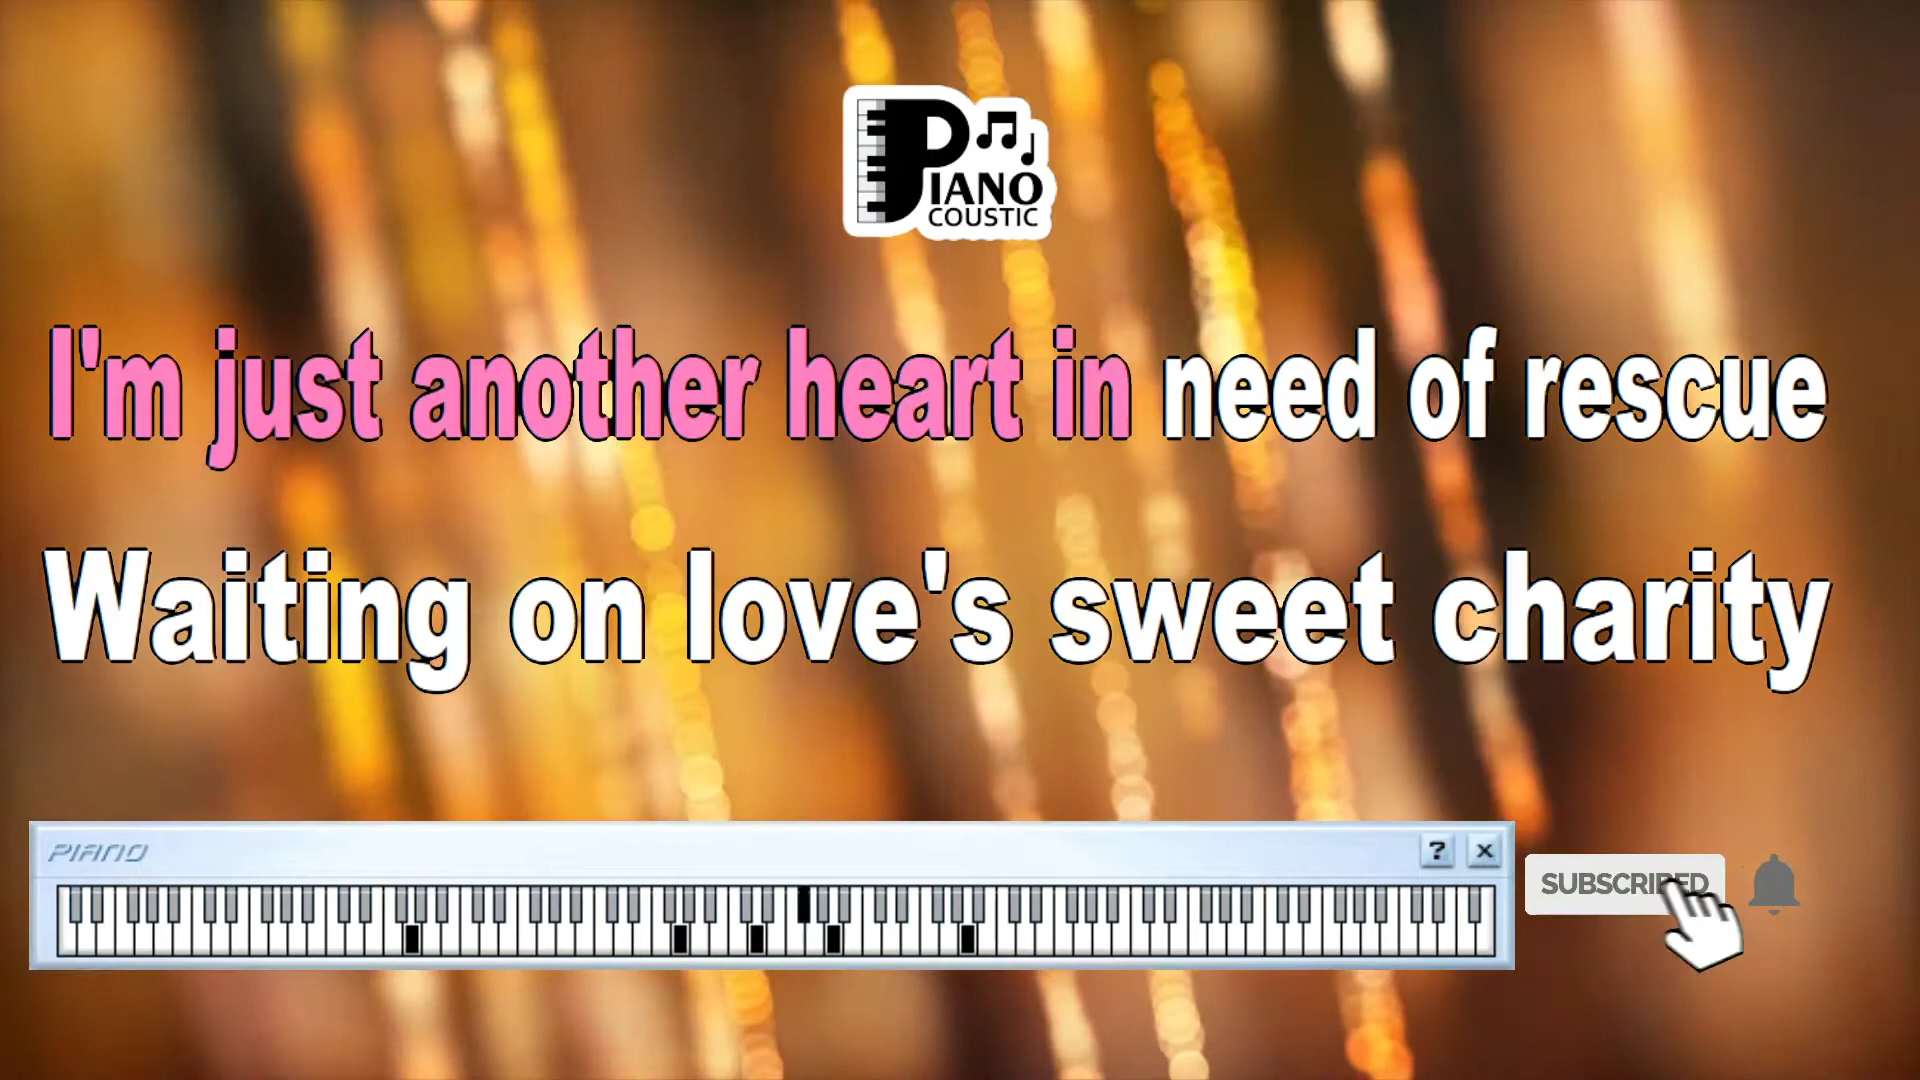 PIANO
COUSTIC
I'm just another heart in need of rescue
Waiting on love's sweet charity
PIANO
? x
SUBSCRIBED